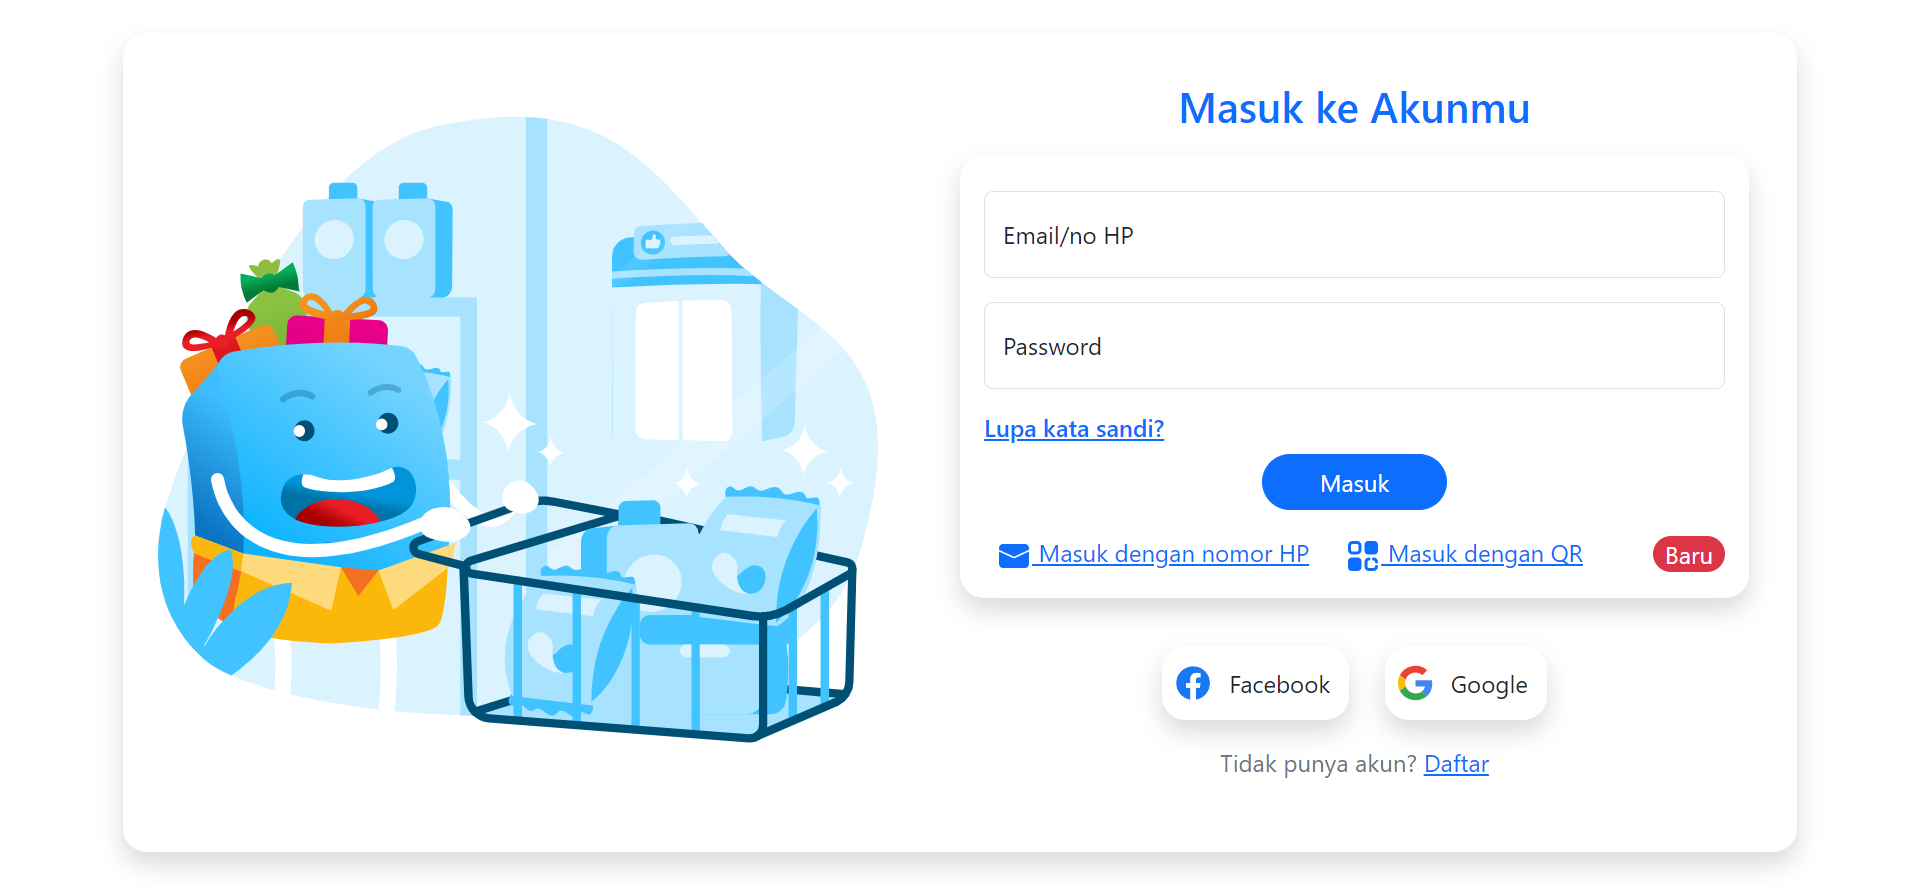 Masuk ke Akunmu
Email/no HP
Password
Lupa kata sandi?
Masuk
Masuk dengan nomor HP Masuk dengan QR Baru
Facebook Google
Tidak punya akun? Daftar